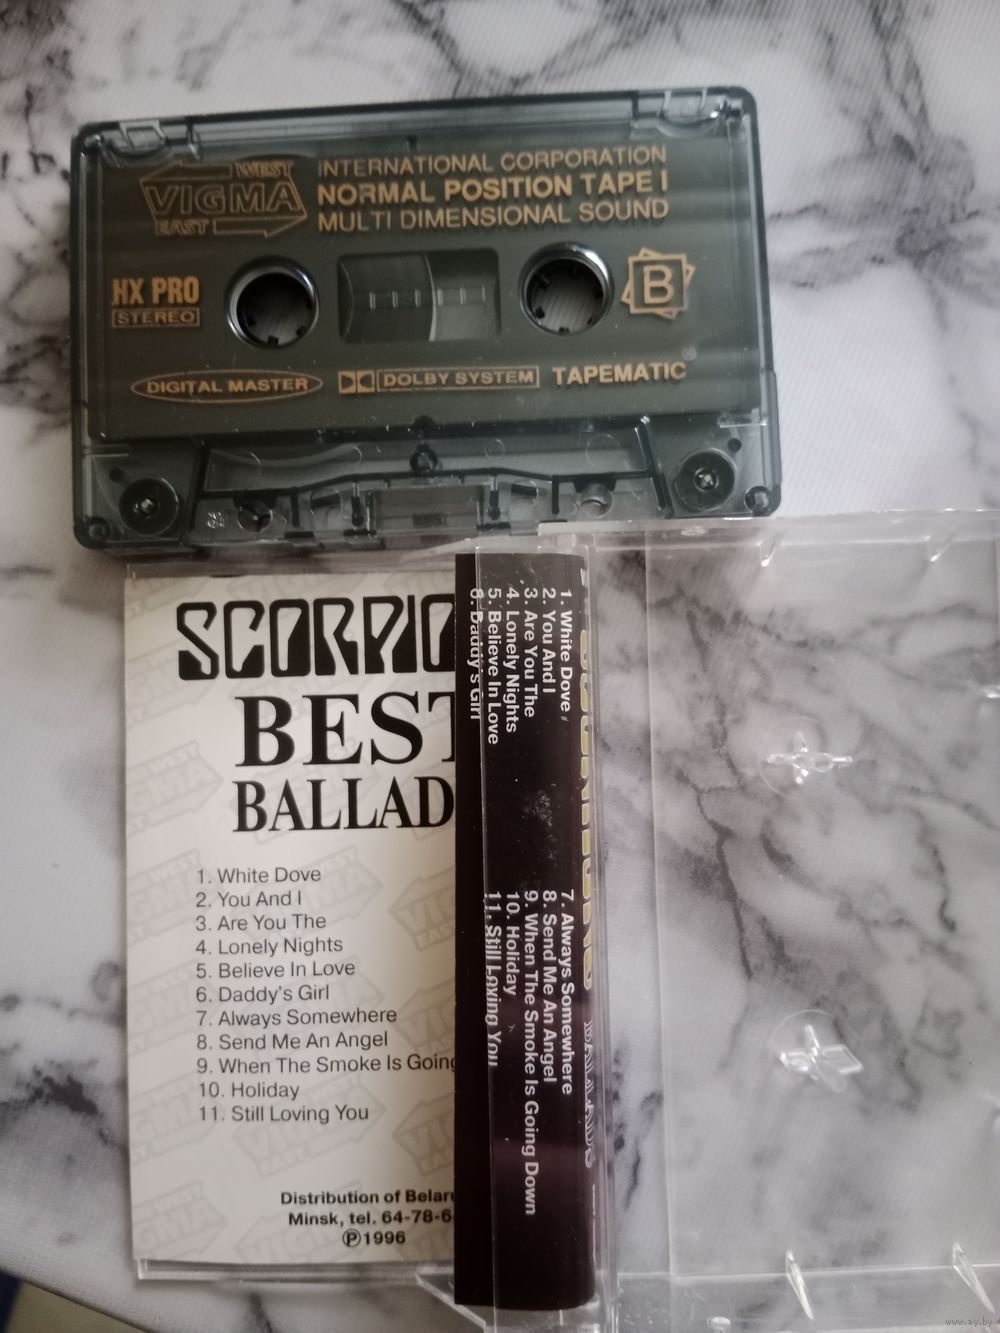 WEST
VIGMA
EAST
INTERNATIONAL CORPORATION
NORMAL POSITION TAPE I
MULTI DIMENSIONAL SOUND
HX PRO
STEREO
B
DIGITAL MASTER
DOLBY SYSTEM
TAPEMATIC
SCORPIO
BEST
BALLAD
1. White Dove
2. You And I
3. Are You The
4. Lonely Nights
5. Believe In Love
6. Daddy's Girl
7. Always Somewhere
8. Send Me An Angel
9. When The Smoke Is Going
10. Holiday
11. Still Loving You
Distribution of Belaru
Minsk, tel. 64-78-6
℗1996
1. White Dove
2. You And I
3. Are You The
4. Lonely Nights
5. Believe In Love
6. Daddy's Girl
7. Always Somewhere
8. Send Me An Angel
9. When The Smoke Is Going Down
10. Holiday
11. Still Loving You
BALLADS
www.ay.by